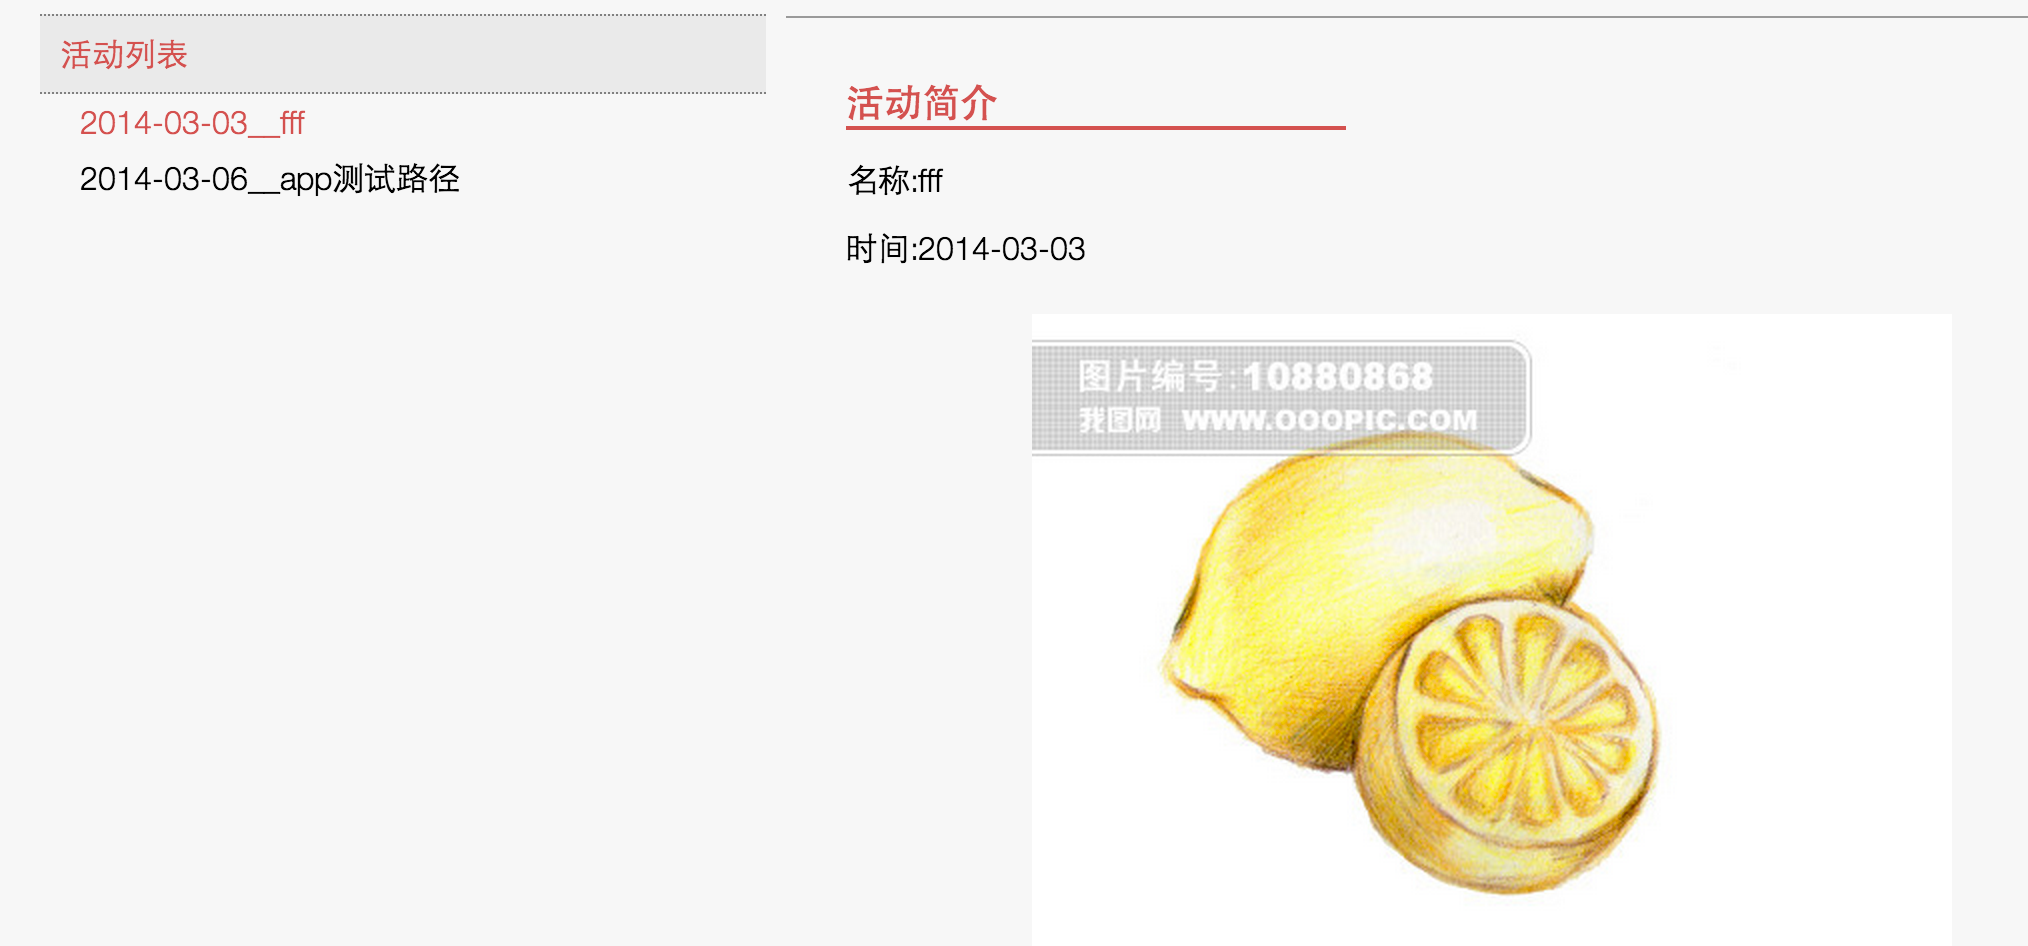 活动列表
2014-03-03__fff
2014-03-06__app测试路径
活动简介
名称:fff
时间:2014-03-03
图片编号:10880868
我图网 WWW.OOOPIC.COM